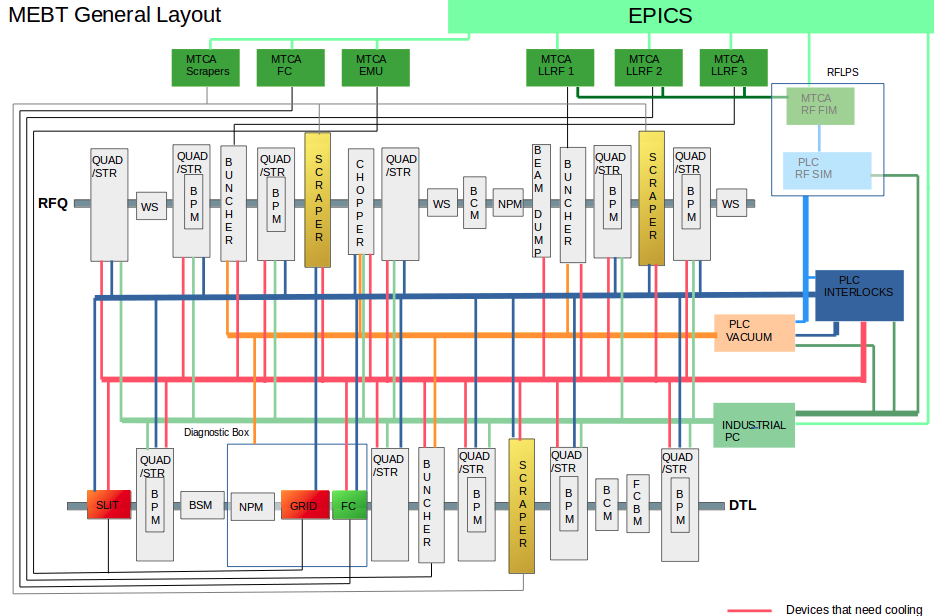 MEBT General Layout
EPICS
MTCA
Scrapers
MTCA
FC
MTCA
EMU
MTCA
LLRF 1
MTCA
LLRF 2
MTCA
LLRF 3
RFLPS
MTCA
RF FIM
PLC
RF SIM
RFQ
QUAD
/STR
WS
QUAD
/STR
BPM
BUNCHER
QUAD
/STR
BPM
SCRAPER
CHOPPER
QUAD
/STR
WS
BCM
NPM
BEAM DUMP
BUNCHER
QUAD
/STR
BPM
SCRAPER
QUAD
/STR
BPM
WS
PLC
INTERLOCKS
PLC
VACUUM
INDUSTRIAL
PC
Diagnostic Box
SLIT
QUAD
/STR
BPM
BSM
NPM
GRID
FC
QUAD
/STR
BUNCHER
QUAD
/STR
BPM
SCRAPER
QUAD
/STR
BPM
BCM
FCBM
QUAD
/STR
BPM
DTL
Devices that need cooling